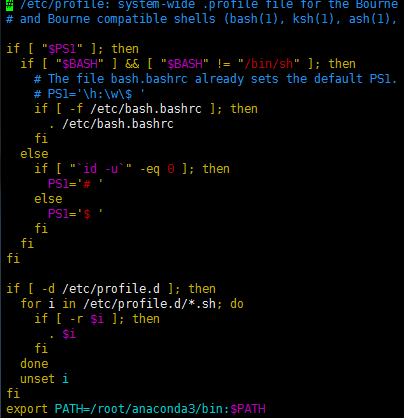 # /etc/profile: system-wide .profile file for the Bourne
# and Bourne compatible shells (bash(1), ksh(1), ash(1),
if [ "$PS1" ]; then
  if [ "$BASH" ] && [ "$BASH" != "/bin/sh" ]; then
    # The file bash.bashrc already sets the default PS1.
    # PS1='\h:\w\$ '
    if [ -f /etc/bash.bashrc ]; then
      . /etc/bash.bashrc
    fi
  else
    if [ "`id -u`" -eq 0 ]; then
      PS1='# '
    else
      PS1='$ '
    fi
  fi
fi
if [ -d /etc/profile.d ]; then
  for i in /etc/profile.d/*.sh; do
    if [ -r $i ]; then
      . $i
    fi
  done
  unset i
fi
export PATH=/root/anaconda3/bin:$PATH